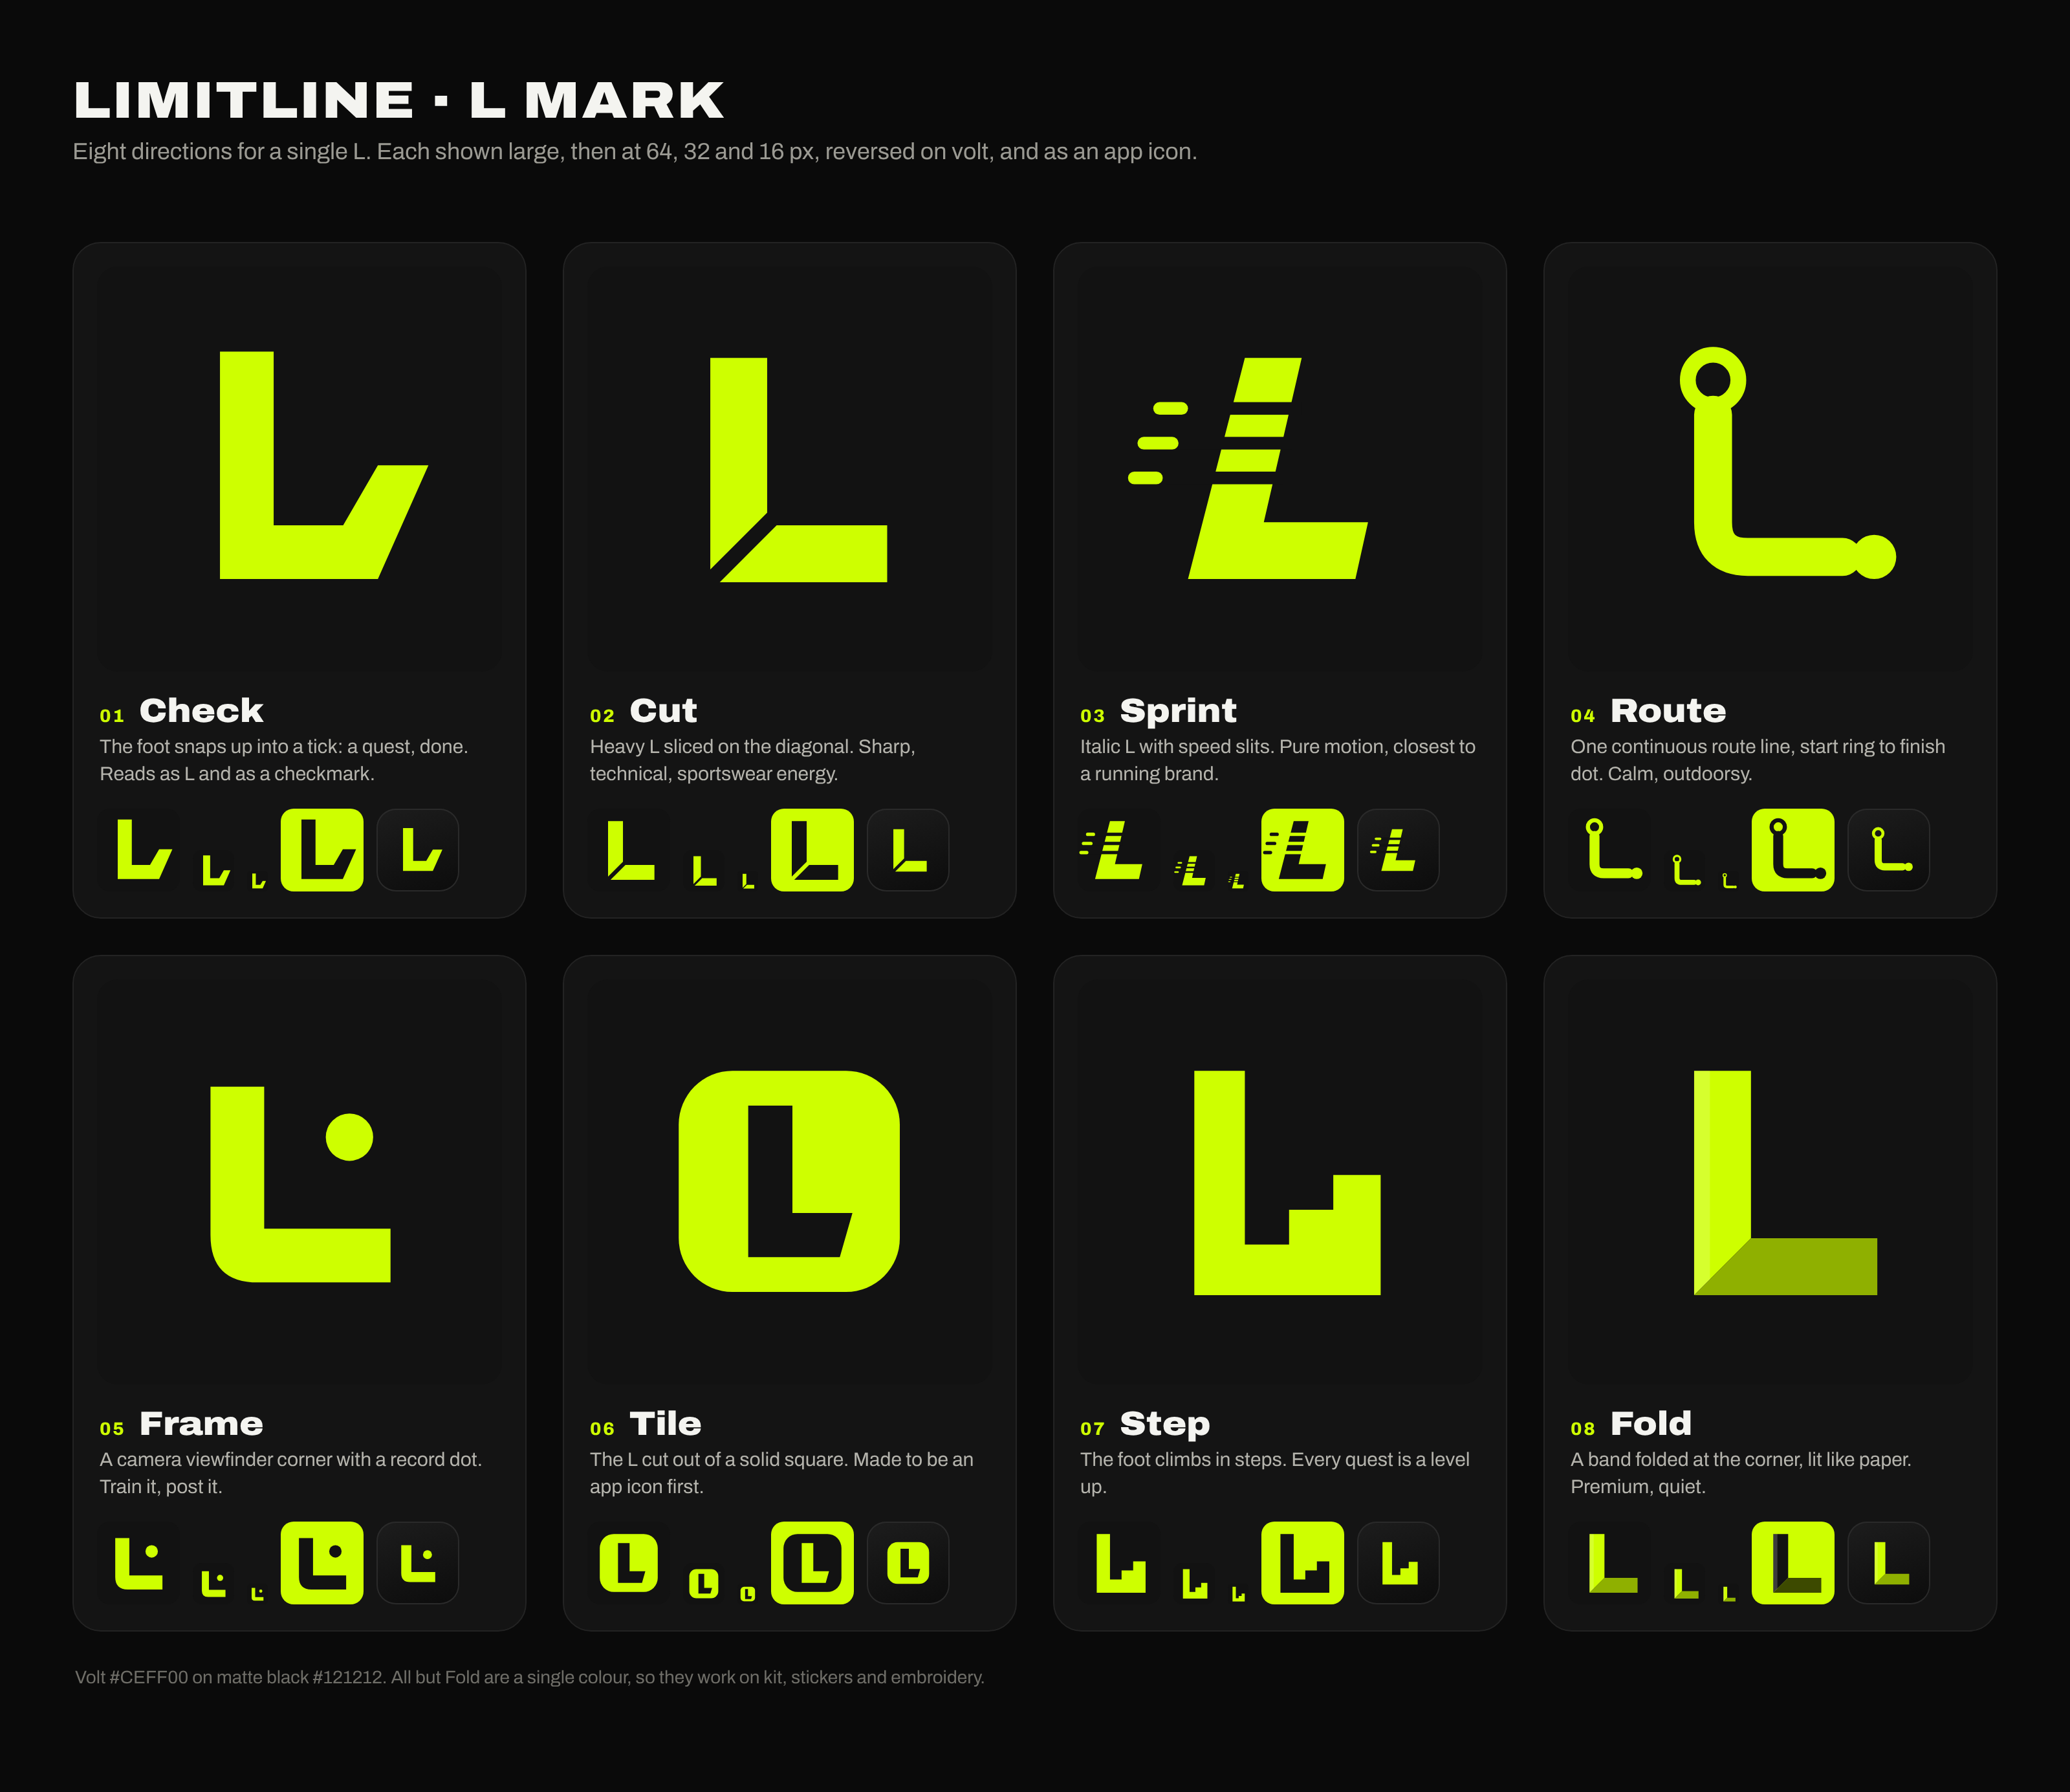 LIMITLINE · L MARK
Eight directions for a single L. Each shown large, then at 64, 32 and 16 px, reversed on volt, and as an app icon.
01 Check
The foot snaps up into a tick: a quest, done.
Reads as L and as a checkmark.
02 Cut
Heavy L sliced on the diagonal. Sharp,
technical, sportswear energy.
03 Sprint
Italic L with speed slits. Pure motion, closest to
a running brand.
04 Route
One continuous route line, start ring to finish
dot. Calm, outdoorsy.
05 Frame
A camera viewfinder corner with a record dot.
Train it, post it.
06 Tile
The L cut out of a solid square. Made to be an
app icon first.
07 Step
The foot climbs in steps. Every quest is a level
up.
08 Fold
A band folded at the corner, lit like paper.
Premium, quiet.
Volt #CEFF00 on matte black #121212. All but Fold are a single colour, so they work on kit, stickers and embroidery.